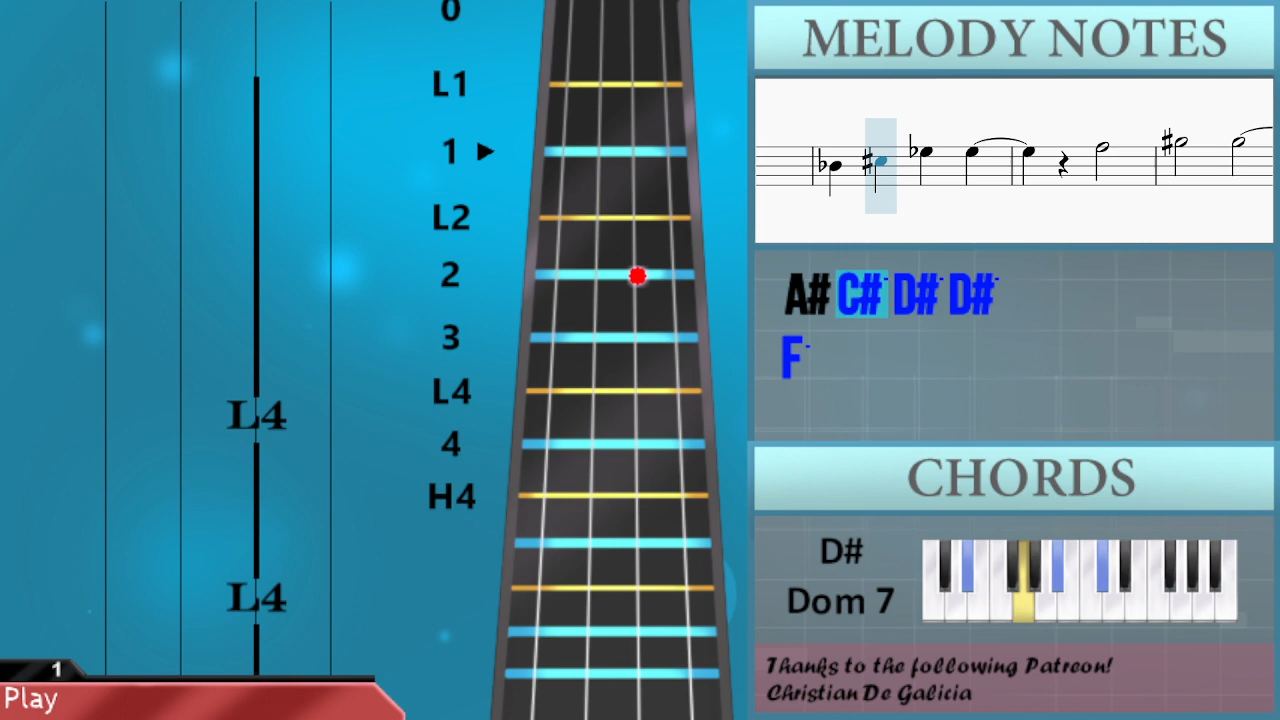 0
L1
1
L2
2
3
L4
4
H4
L4
L4
1
Play
MELODY NOTES
A# C#· D#· D#·
F·
CHORDS
D#
Dom 7
Thanks to the following Patreon!
Christian De Galicia